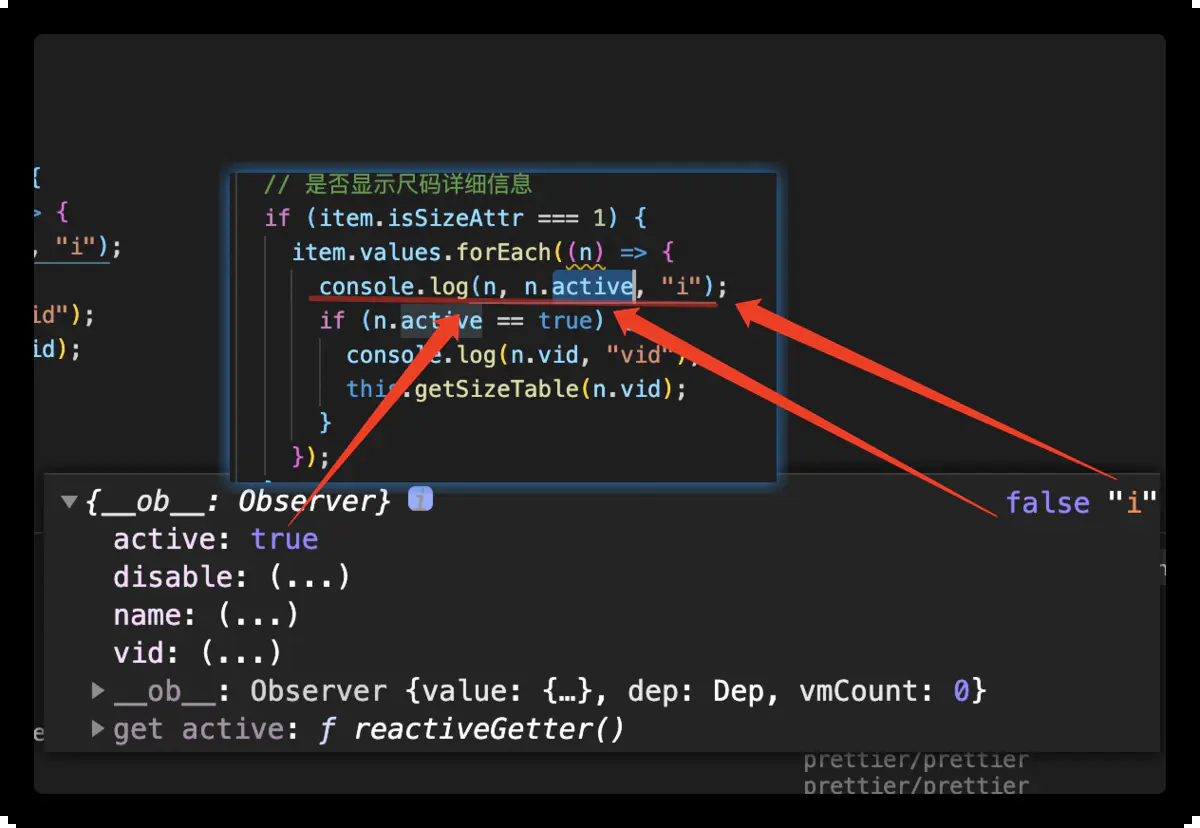 {
> {
, "i");
id");
id);
// 是否显示尺码详细信息
if (item.isSizeAttr === 1) {
item.values.forEach((n) => {
console.log(n, n.active, "i");
if (n.active == true)
console.log(n.vid, "vid");
this.getSizeTable(n.vid);
}
});
{__ob__: Observer} i
false "i"
active: true
disable: (...)
name: (...)
vid: (...)
__ob__: Observer {value: {…}, dep: Dep, vmCount: 0}
get active: ƒ reactiveGetter()
e
prettier/prettier
prettier/prettier